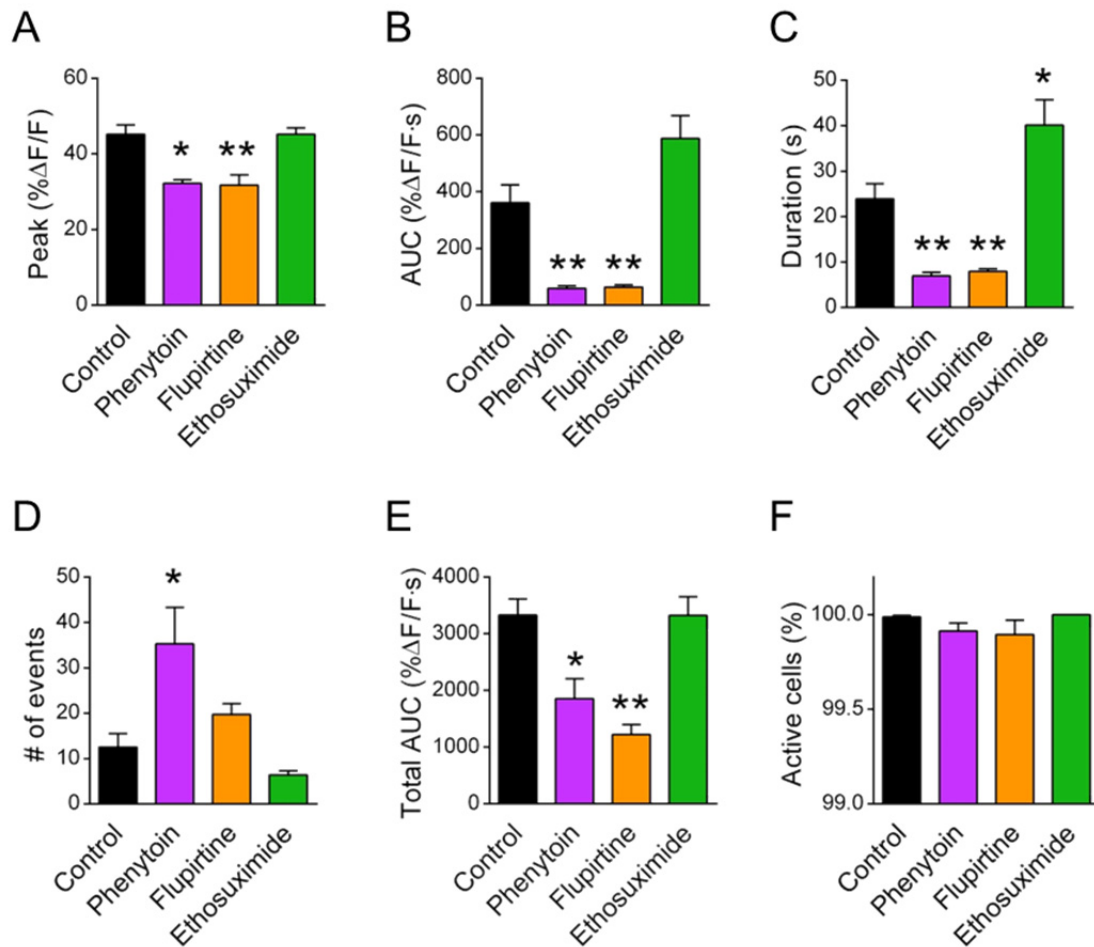 A
Peak (%ΔF/F)
60
40
20
0
* **
Control
Phenytoin
Flupirtine
Ethosuximide
B
AUC (%ΔF/F·s)
800
600
400
200
0
** **
Control
Phenytoin
Flupirtine
Ethosuximide
C
Duration (s)
50
40
30
20
10
0
** ** *
Control
Phenytoin
Flupirtine
Ethosuximide
D
# of events
50
40
30
20
10
0
*
Control
Phenytoin
Flupirtine
Ethosuximide
E
Total AUC (%ΔF/F·s)
4000
3000
2000
1000
0
* **
Control
Phenytoin
Flupirtine
Ethosuximide
F
Active cells (%)
100.0
99.5
99.0
Control
Phenytoin
Flupirtine
Ethosuximide